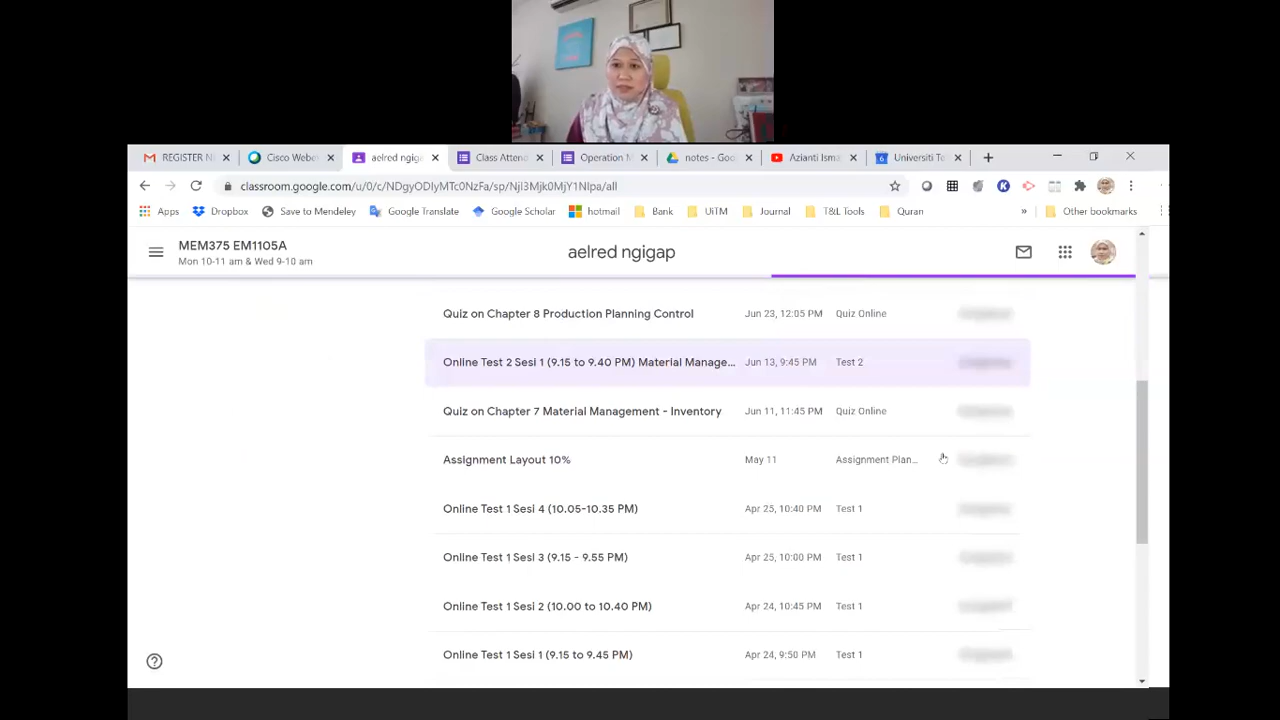 REGISTER N
Cisco Webe
aelred ngig
Class Attend
Operation M
notes - Goo
Azianti Isma
Universiti Te
classroom.google.com/u/0/c/NDgyODIyMTc0NzFa/sp/NjI3Mjk0MjY1NIpa/all
Apps Dropbox Save to Mendeley Google Translate Google Scholar hotmail Bank UiTM Journal T&L Tools Quran » Other bookmarks
MEM375 EM1105A
Mon 10-11 am & Wed 9-10 am
aelred ngigap
Quiz on Chapter 8 Production Planning Control Jun 23, 12:05 PM Quiz Online
Online Test 2 Sesi 1 (9.15 to 9.40 PM) Material Manage... Jun 13, 9:45 PM Test 2
Quiz on Chapter 7 Material Management - Inventory Jun 11, 11:45 PM Quiz Online
Assignment Layout 10% May 11 Assignment Plan...
Online Test 1 Sesi 4 (10.05-10.35 PM) Apr 25, 10:40 PM Test 1
Online Test 1 Sesi 3 (9.15 - 9.55 PM) Apr 25, 10:00 PM Test 1
Online Test 1 Sesi 2 (10.00 to 10.40 PM) Apr 24, 10:45 PM Test 1
Online Test 1 Sesi 1 (9.15 to 9.45 PM) Apr 24, 9:50 PM Test 1